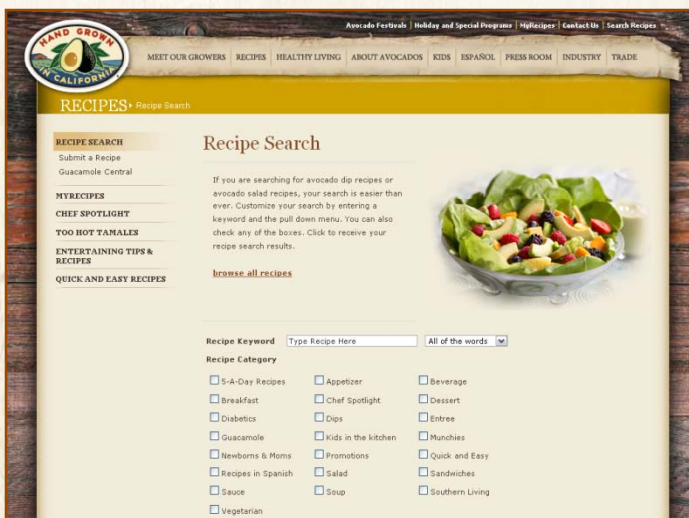 Avocado Festivals | Holiday and Special Programs | MyRecipes | Contact Us | Search Recipes
HAND GROWN
IN CALIFORNIA
MEET OUR GROWERS | RECIPES | HEALTHY LIVING | ABOUT AVOCADOS | KIDS | ESPAÑOL | PRESS ROOM | INDUSTRY | TRADE
RECIPES ▸ Recipe Search
RECIPE SEARCH
Submit a Recipe
Guacamole Central
MYRECIPES
CHEF SPOTLIGHT
TOO HOT TAMALES
ENTERTAINING TIPS &
RECIPES
QUICK AND EASY RECIPES
Recipe Search
If you are searching for avocado dip recipes or
avocado salad recipes, your search is easier than
ever. Customize your search by entering a
keyword and the pull down menu. You can also
check any of the boxes. Click to receive your
recipe search results.
browse all recipes
Recipe Keyword Type Recipe Here All of the words
Recipe Category
5-A-Day Recipes Appetizer Beverage
Breakfast Chef Spotlight Dessert
Diabetics Dips Entree
Guacamole Kids in the kitchen Munchies
Newborns & Moms Promotions Quick and Easy
Recipes in Spanish Salad Sandwiches
Sauce Soup Southern Living
Vegetarian